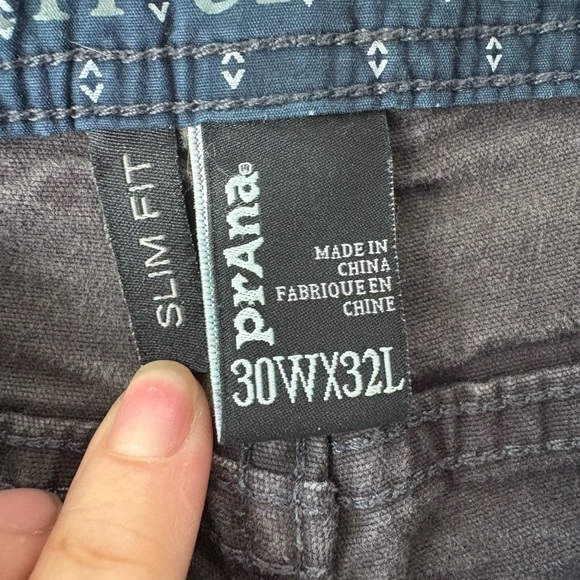 SLIM FIT
prAna
MADE IN
CHINA
FABRIQUE EN
CHINE
30WX32L